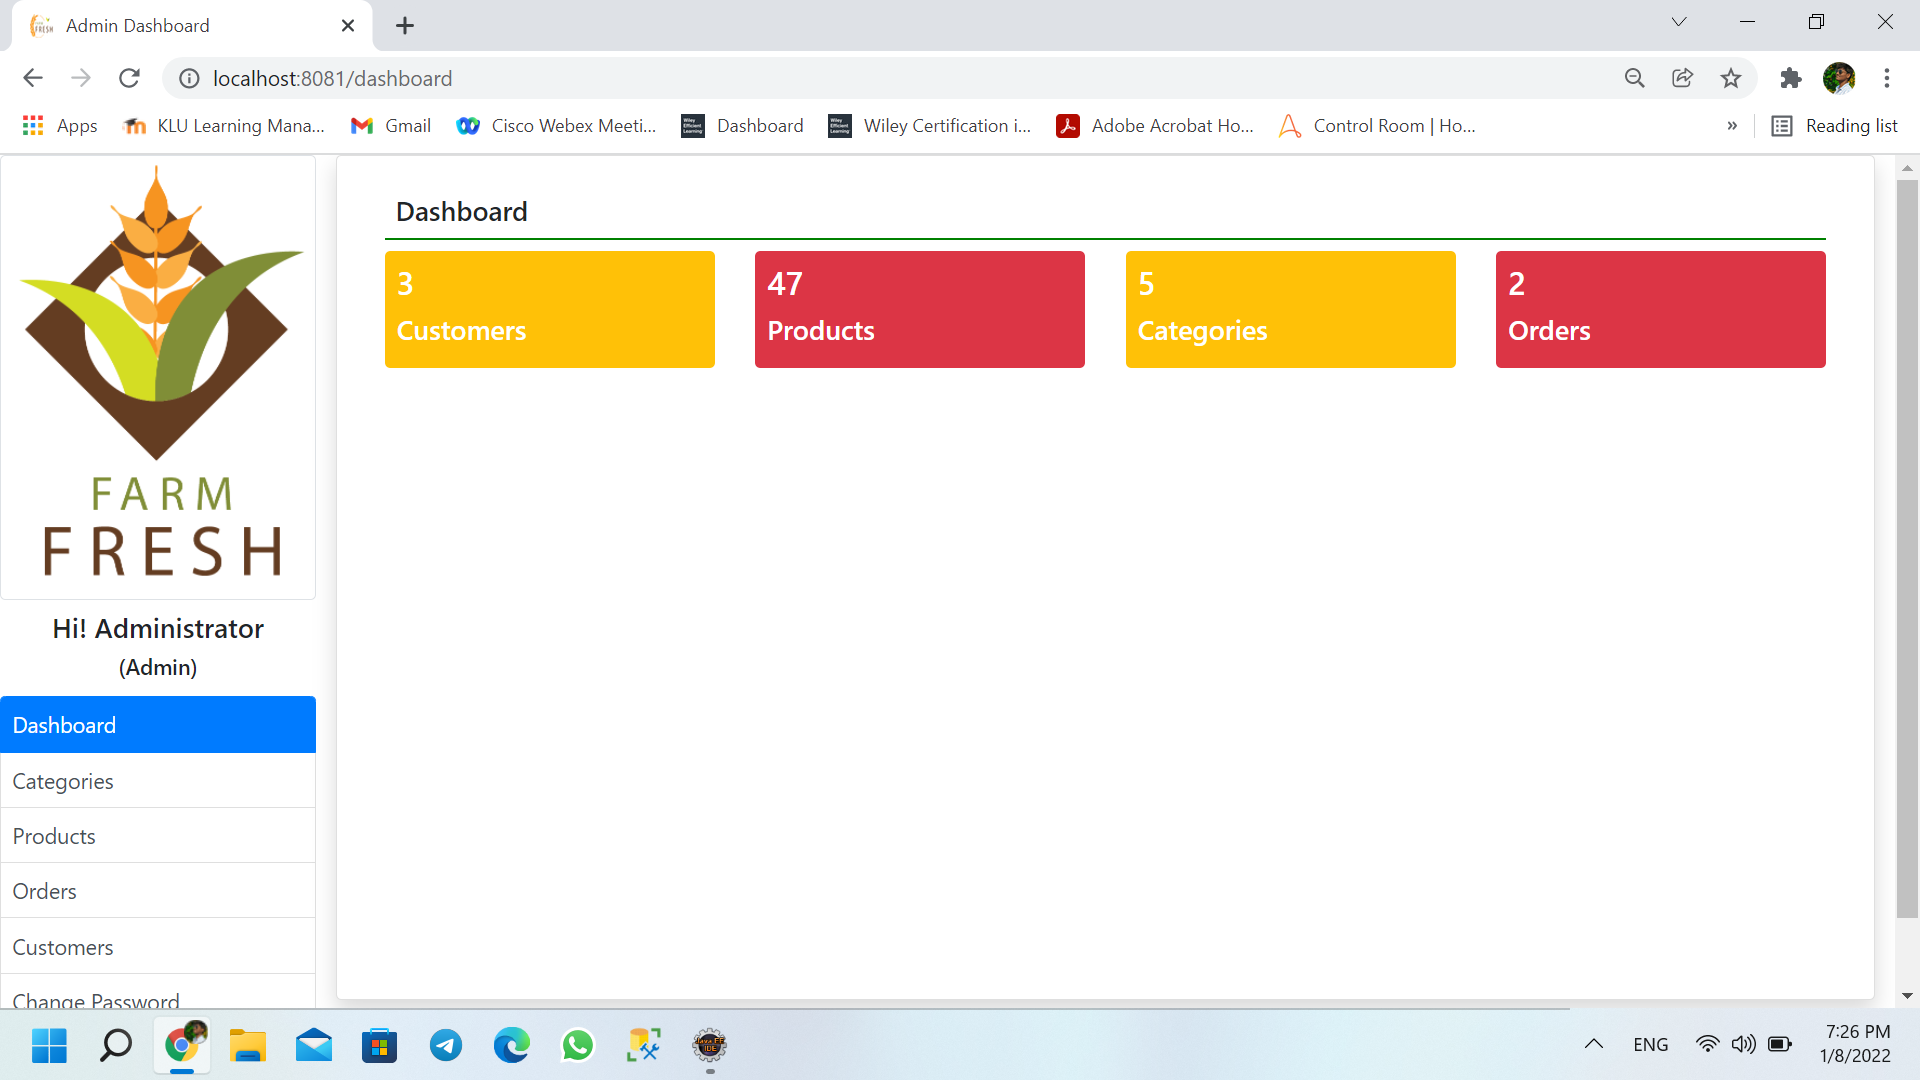 Admin Dashboard
localhost:8081/dashboard
Apps
KLU Learning Mana...
Gmail
Cisco Webex Meeti...
Dashboard
Wiley Certification i...
Adobe Acrobat Ho...
Control Room | Ho...
»
Reading list
FARM
FRESH
Hi! Administrator
(Admin)
Dashboard
Categories
Products
Orders
Customers
Change Password
Dashboard
3
Customers
47
Products
5
Categories
2
Orders
ENG
7:26 PM
1/8/2022